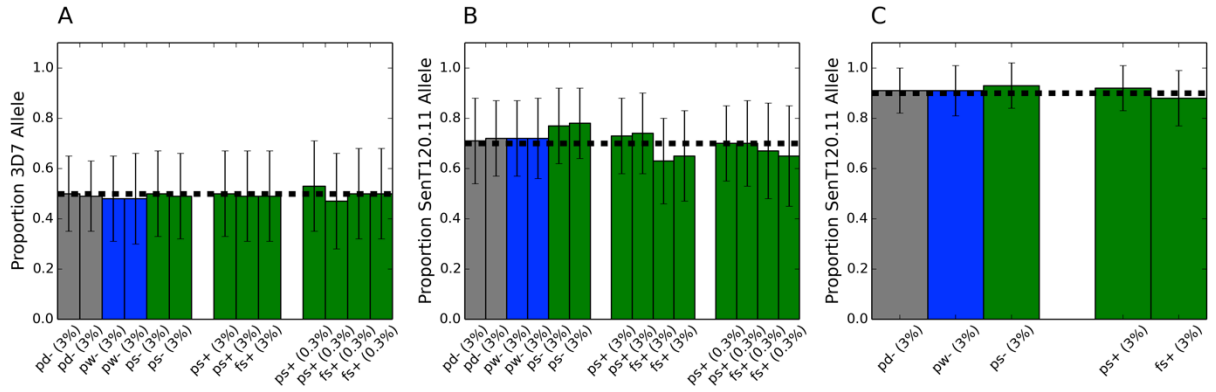 A
B
C
Proportion 3D7 Allele
1.0
0.8
0.6
0.4
0.2
0.0
pd- (3%)
pd- (3%)
pw- (3%)
pw- (3%)
ps- (3%)
ps- (3%)
ps+ (3%)
ps+ (3%)
fs+ (3%)
ps+ (0.3%)
ps+ (0.3%)
fs+ (0.3%)
fs+ (0.3%)
Proportion SenT120.11 Allele
1.0
0.8
0.6
0.4
0.2
0.0
pd- (3%)
pd- (3%)
pw- (3%)
pw- (3%)
ps- (3%)
ps- (3%)
ps+ (3%)
ps+ (3%)
fs+ (3%)
fs+ (3%)
ps+ (0.3%)
ps+ (0.3%)
fs+ (0.3%)
fs+ (0.3%)
Proportion SenT120.11 Allele
1.0
0.8
0.6
0.4
0.2
0.0
pd- (3%)
pw- (3%)
ps- (3%)
ps+ (3%)
fs+ (3%)